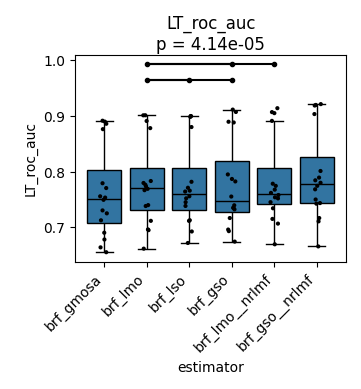 LT_roc_auc
p = 4.14e-05
LT_roc_auc
1.0
0.9
0.8
0.7
brf_gmosa
brf_lmo
brf_lso
brf_gso
brf_lmo__nrlmf
brf_gso__nrlmf
estimator